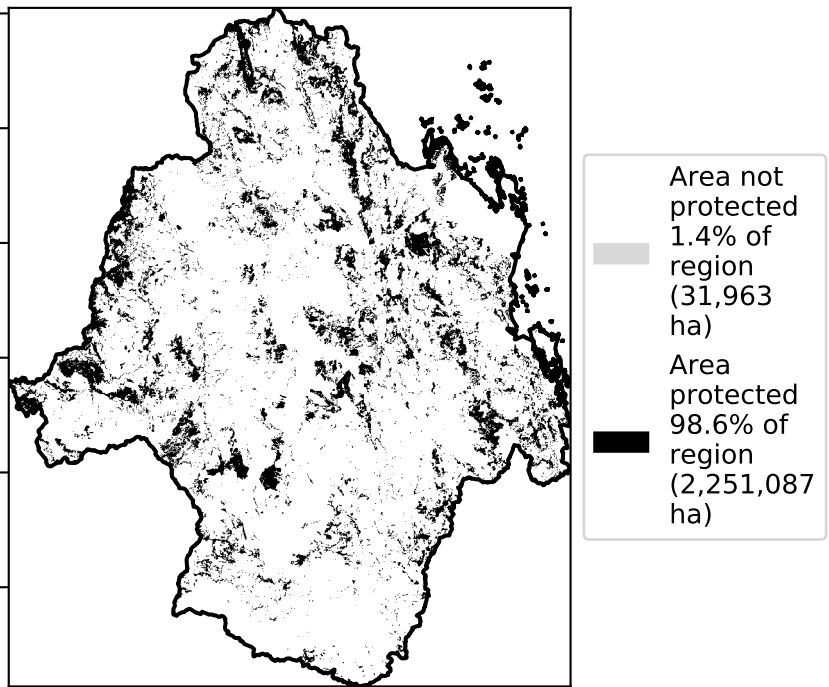 Area not
protected
1.4% of
region
(31,963
ha)
Area
protected
98.6% of
region
(2,251,087
ha)